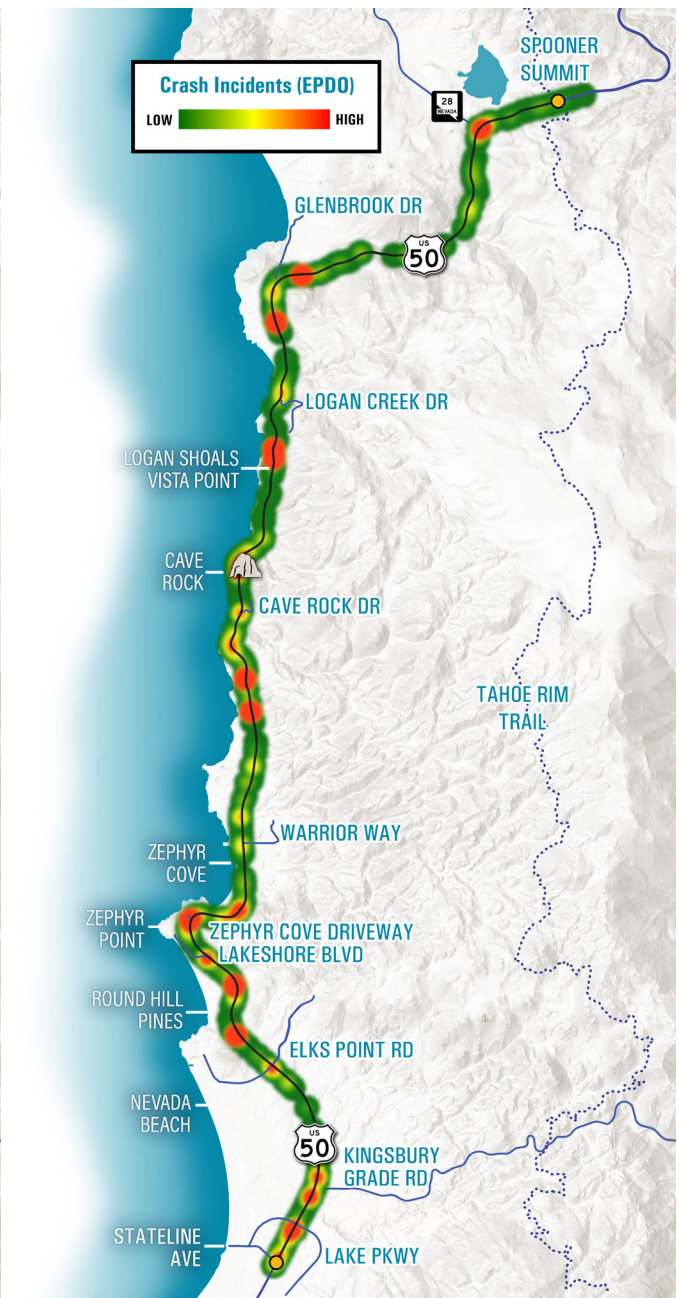 SPOONER
SUMMIT
Crash Incidents (EPDO)
LOW
HIGH
28
NEVADA
GLENBROOK DR
US
50
LOGAN CREEK DR
LOGAN SHOALS
VISTA POINT
CAVE
ROCK
CAVE ROCK DR
TAHOE RIM
TRAIL
WARRIOR WAY
ZEPHYR
COVE
ZEPHYR
POINT
ZEPHYR COVE DRIVEWAY
LAKESHORE BLVD
ROUND HILL
PINES
ELKS POINT RD
NEVADA
BEACH
US
50
KINGSBURY
GRADE RD
STATELINE
AVE
LAKE PKWY